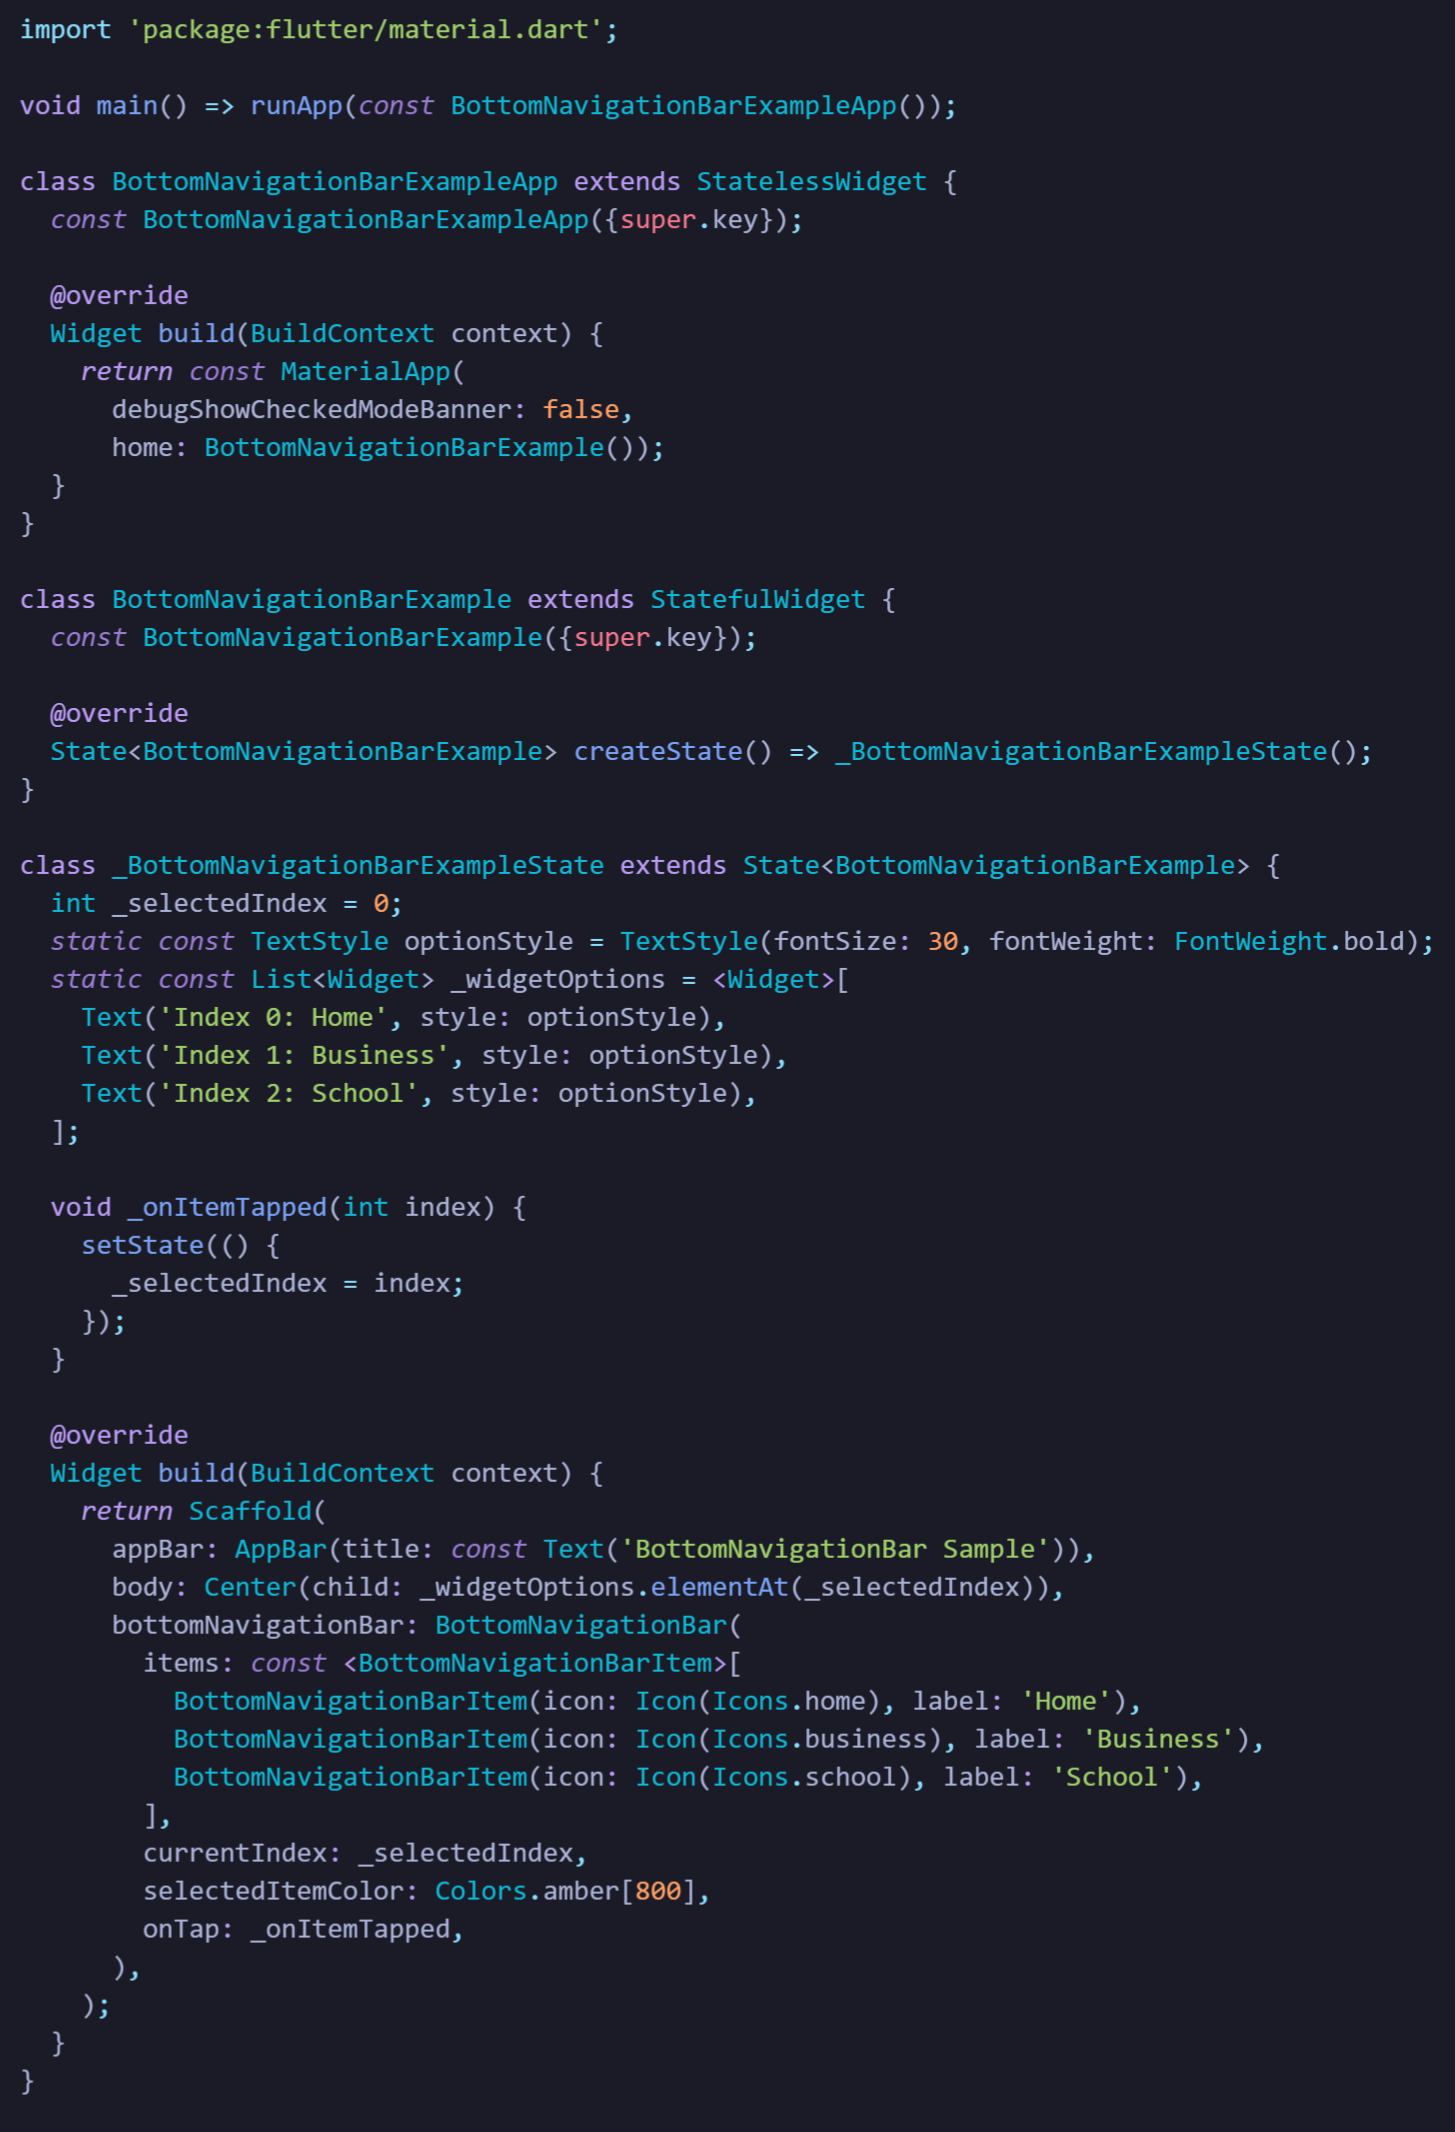 import 'package:flutter/material.dart';

void main() => runApp(const BottomNavigationBarExampleApp());

class BottomNavigationBarExampleApp extends StatelessWidget {
  const BottomNavigationBarExampleApp({super.key});

  @override
  Widget build(BuildContext context) {
    return const MaterialApp(
      debugShowCheckedModeBanner: false,
      home: BottomNavigationBarExample());
  }
}

class BottomNavigationBarExample extends StatefulWidget {
  const BottomNavigationBarExample({super.key});

  @override
  State<BottomNavigationBarExample> createState() => _BottomNavigationBarExampleState();
}

class _BottomNavigationBarExampleState extends State<BottomNavigationBarExample> {
  int _selectedIndex = 0;
  static const TextStyle optionStyle = TextStyle(fontSize: 30, fontWeight: FontWeight.bold);
  static const List<Widget> _widgetOptions = <Widget>[
    Text('Index 0: Home', style: optionStyle),
    Text('Index 1: Business', style: optionStyle),
    Text('Index 2: School', style: optionStyle),
  ];

  void _onItemTapped(int index) {
    setState(() {
      _selectedIndex = index;
    });
  }

  @override
  Widget build(BuildContext context) {
    return Scaffold(
      appBar: AppBar(title: const Text('BottomNavigationBar Sample')),
      body: Center(child: _widgetOptions.elementAt(_selectedIndex)),
      bottomNavigationBar: BottomNavigationBar(
        items: const <BottomNavigationBarItem>[
          BottomNavigationBarItem(icon: Icon(Icons.home), label: 'Home'),
          BottomNavigationBarItem(icon: Icon(Icons.business), label: 'Business'),
          BottomNavigationBarItem(icon: Icon(Icons.school), label: 'School'),
        ],
        currentIndex: _selectedIndex,
        selectedItemColor: Colors.amber[800],
        onTap: _onItemTapped,
      ),
    );
  }
}